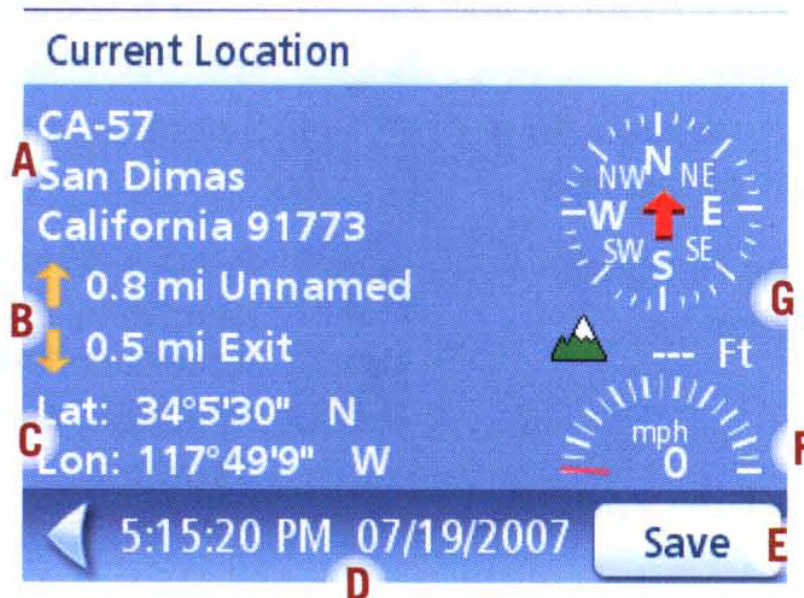 Current Location
CA-57
A
San Dimas
California 91773
0.8 mi Unnamed
B
0.5 mi Exit
Lat: 34°5'30" N
C
Lon: 117°49'9" W
N
NW NE
W E
SW SE
S
G
--- Ft
mph
0
F
5:15:20 PM 07/19/2007
Save
E
D